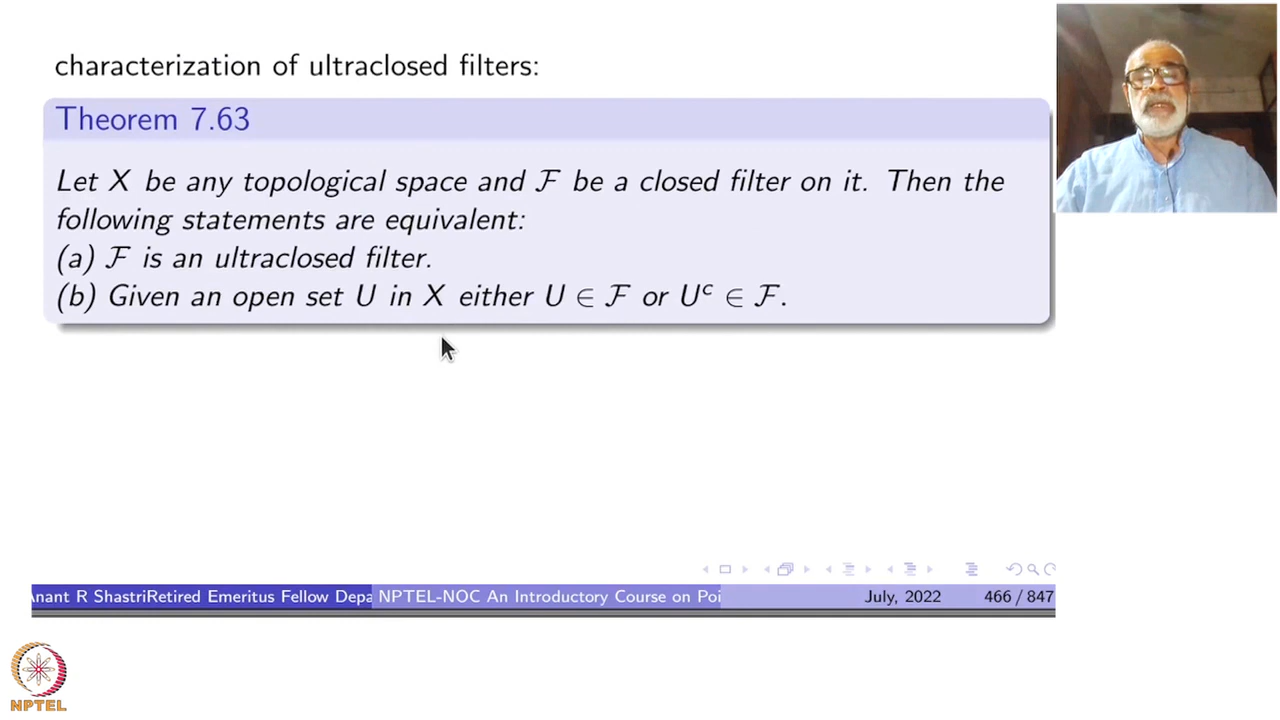 characterization of ultraclosed filters:
Theorem 7.63
Let X be any topological space and ℱ be a closed filter on it. Then the
following statements are equivalent:
(a) ℱ is an ultraclosed filter.
(b) Given an open set U in X either U ∈ ℱ or Uᶜ ∈ ℱ.
Anant R ShastriRetired Emeritus Fellow Depa NPTEL-NOC An Introductory Course on Poi July, 2022 466 / 847
NPTEL